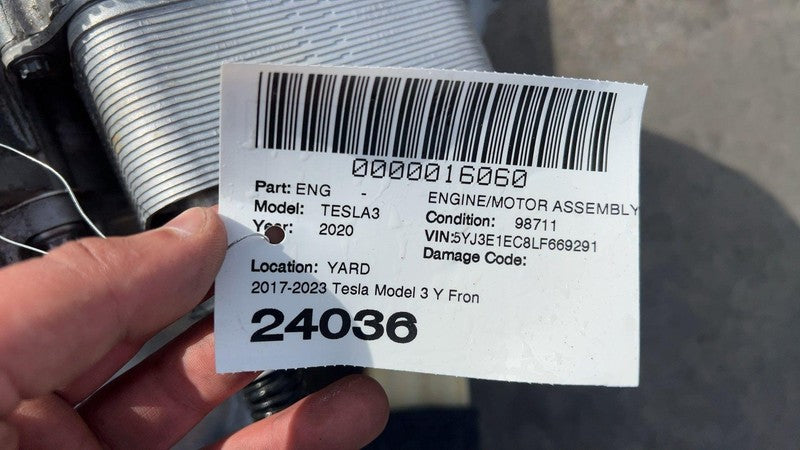 0000016060
Part: ENG - ENGINE/MOTOR ASSEMBLY
Model: TESLA3 Condition: 98711
Year: 2020 VIN:5YJ3E1EC8LF669291
Damage Code:
Location: YARD
2017-2023 Tesla Model 3 Y Fron
24036